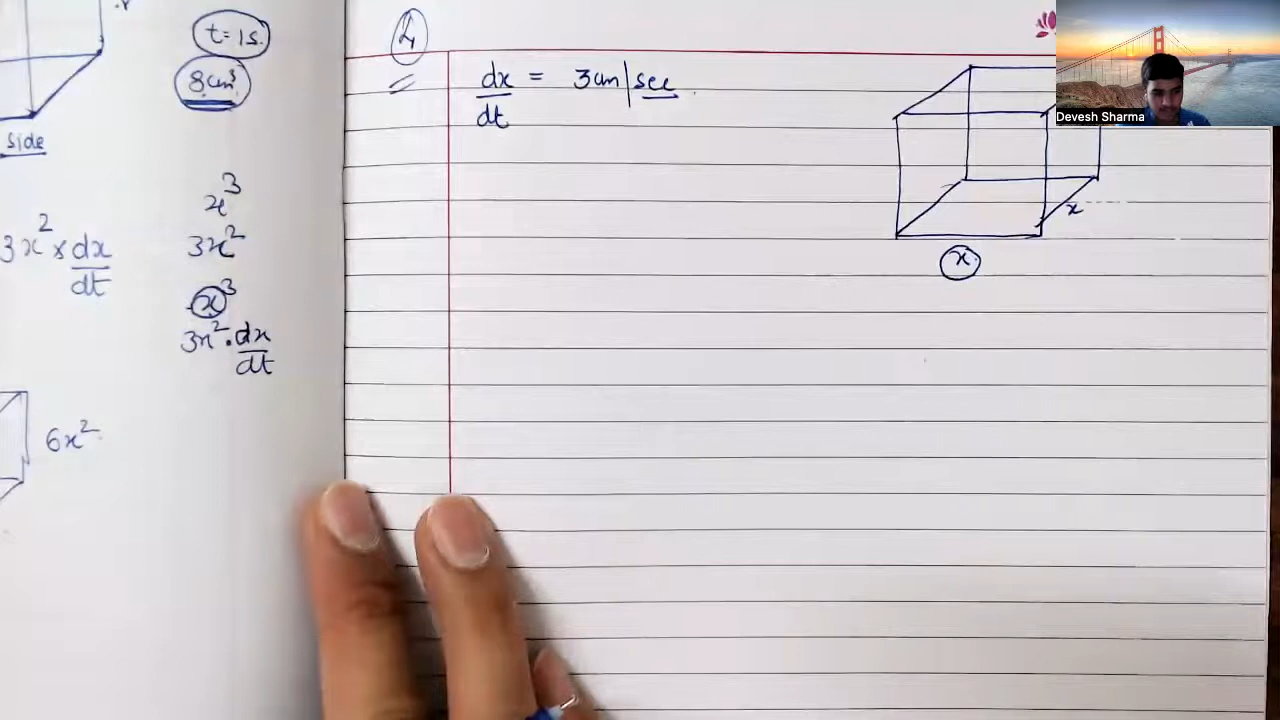 t=1s.
8cm³.
side
x³
3x²
3x² × dx/dt
x³
3x² . dx/dt
6x²
4
dx/dt = 3cm|sec.
x
x
Devesh Sharma